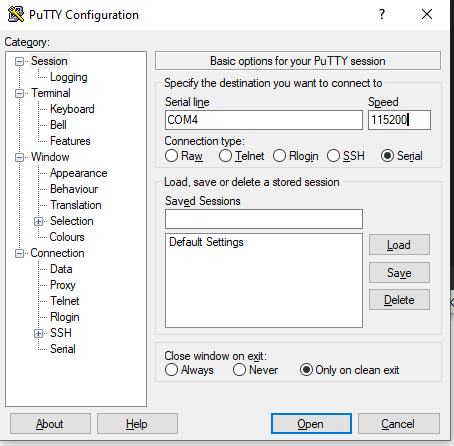 PuTTY Configuration
Category:
Session
Logging
Terminal
Keyboard
Bell
Features
Window
Appearance
Behaviour
Translation
Selection
Colours
Connection
Data
Proxy
Telnet
Rlogin
SSH
Serial
Basic options for your PuTTY session
Specify the destination you want to connect to
Serial line Speed
COM4 115200
Connection type:
Raw Telnet Rlogin SSH Serial
Load, save or delete a stored session
Saved Sessions
Default Settings
Load
Save
Delete
Close window on exit:
Always Never Only on clean exit
About Help Open Cancel